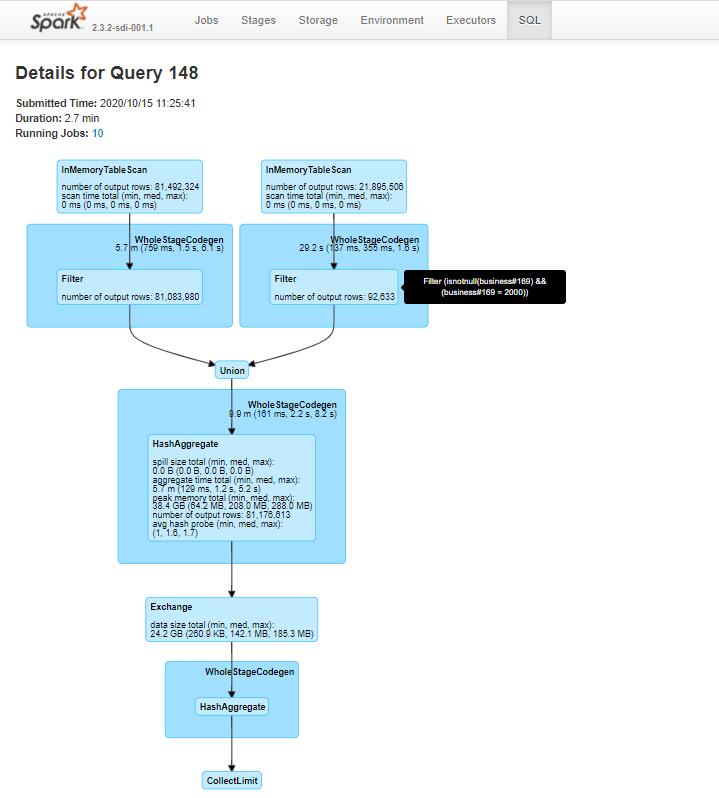 APACHE
Spark 2.3.2-sdi-001.1 Jobs Stages Storage Environment Executors SQL
Details for Query 148
Submitted Time: 2020/10/15 11:25:41
Duration: 2.7 min
Running Jobs: 10
InMemoryTableScan
number of output rows: 81,492,324
scan time total (min, med, max):
0 ms (0 ms, 0 ms, 0 ms)
InMemoryTableScan
number of output rows: 21,895,506
scan time total (min, med, max):
0 ms (0 ms, 0 ms, 0 ms)
WholeStageCodegen
5.7 m (759 ms, 1.5 s, 6.1 s)
Filter
number of output rows: 81,083,980
WholeStageCodegen
29.2 s (137 ms, 355 ms, 1.6 s)
Filter
number of output rows: 92,633
Filter (isnotnull(business#169) &&
(business#169 = 2000))
Union
WholeStageCodegen
9.9 m (161 ms, 2.2 s, 8.2 s)
HashAggregate
spill size total (min, med, max):
0.0 B (0.0 B, 0.0 B, 0.0 B)
aggregate time total (min, med, max):
5.7 m (129 ms, 1.2 s, 5.2 s)
peak memory total (min, med, max):
38.4 GB (64.2 MB, 208.0 MB, 288.0 MB)
number of output rows: 81,176,613
avg hash probe (min, med, max):
(1, 1.6, 1.7)
Exchange
data size total (min, med, max):
24.2 GB (260.9 KB, 142.1 MB, 185.3 MB)
WholeStageCodegen
HashAggregate
CollectLimit